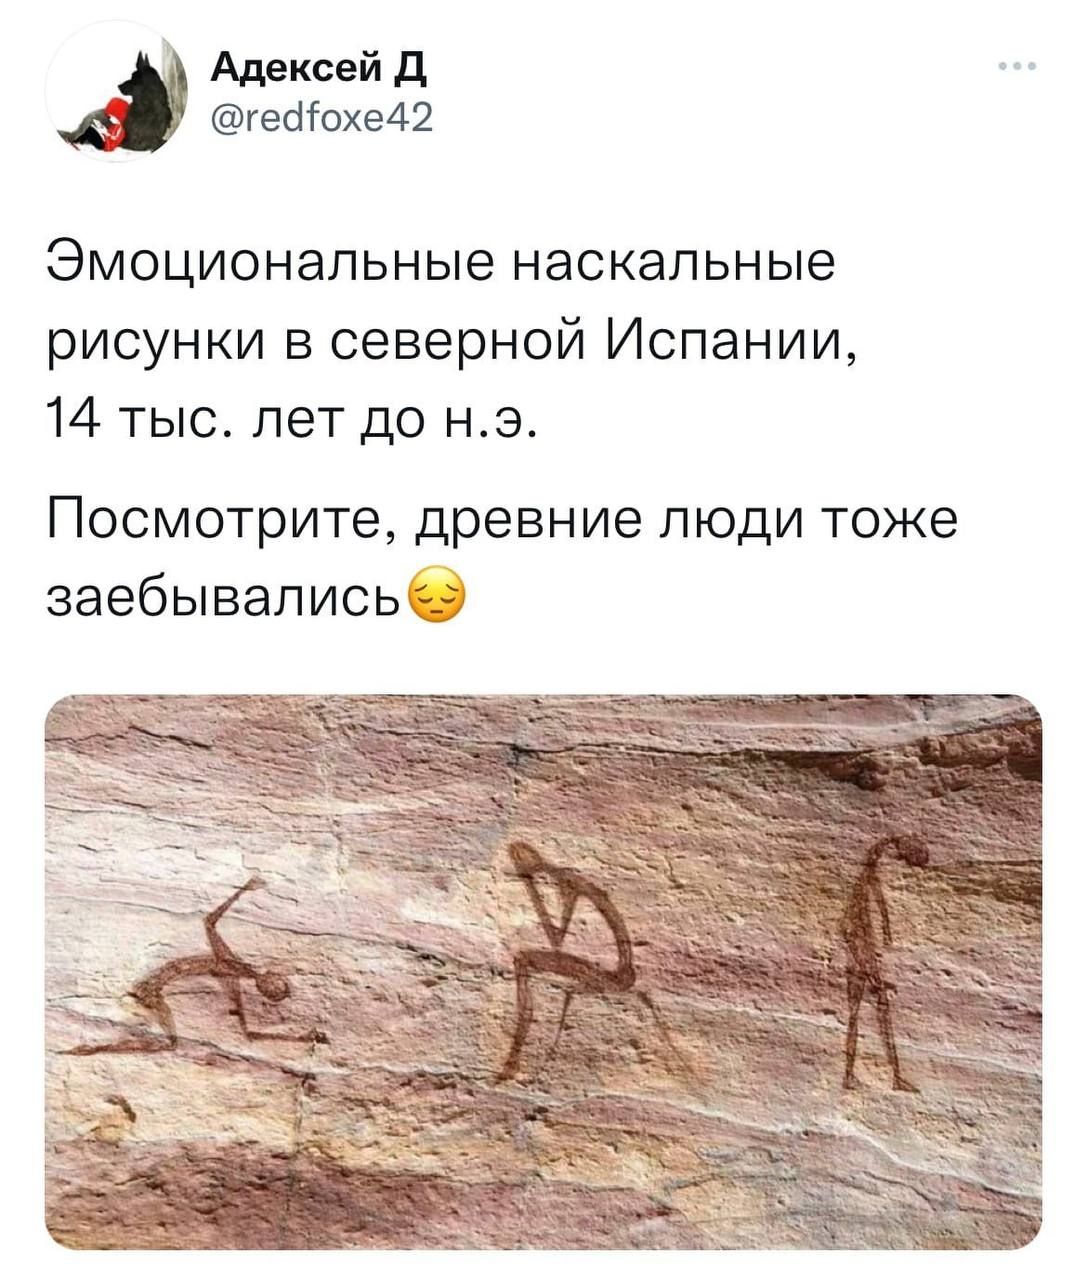 Адексей Д
@redfoxe42
Эмоциональные наскальные
рисунки в северной Испании,
14 тыс. лет до н.э.
Посмотрите, древние люди тоже
заебывались😔